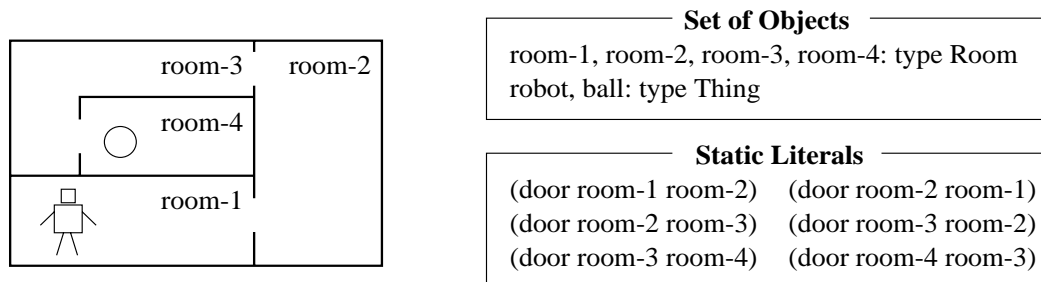 room-3
room-2
room-4
room-1
Set of Objects
room-1, room-2, room-3, room-4: type Room
robot, ball: type Thing
Static Literals
(door room-1 room-2) (door room-2 room-1)
(door room-2 room-3) (door room-3 room-2)
(door room-3 room-4) (door room-4 room-3)